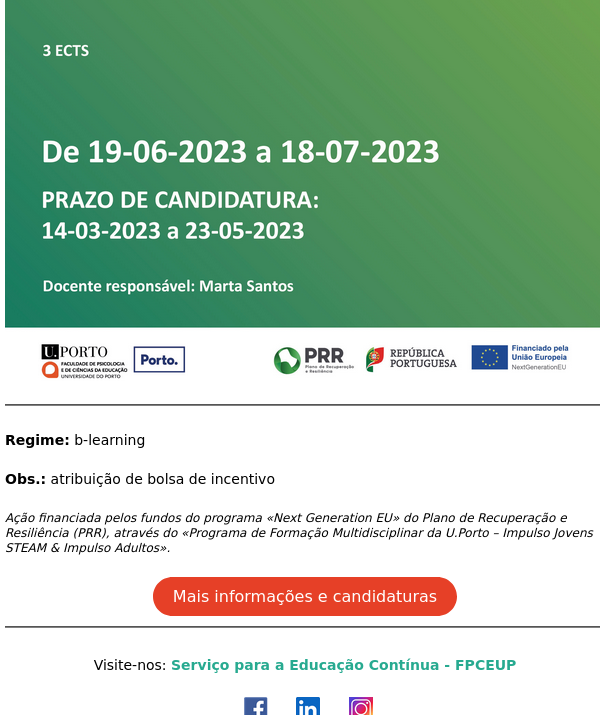 3 ECTS
De 19-06-2023 a 18-07-2023
PRAZO DE CANDIDATURA:
14-03-2023 a 23-05-2023
Docente responsável: Marta Santos
U.PORTO
FACULDADE DE PSICOLOGIA
E DE CIÊNCIAS DA EDUCAÇÃO
UNIVERSIDADE DO PORTO
Porto.
PRR
Plano de Recuperação
e Resiliência
REPÚBLICA
PORTUGUESA
Financiado pela
União Europeia
NextGenerationEU
Regime: b-learning
Obs.: atribuição de bolsa de incentivo
Ação financiada pelos fundos do programa «Next Generation EU» do Plano de Recuperação e
Resiliência (PRR), através do «Programa de Formação Multidisciplinar da U.Porto – Impulso Jovens
STEAM & Impulso Adultos».
Mais informações e candidaturas
Visite-nos: Serviço para a Educação Contínua - FPCEUP